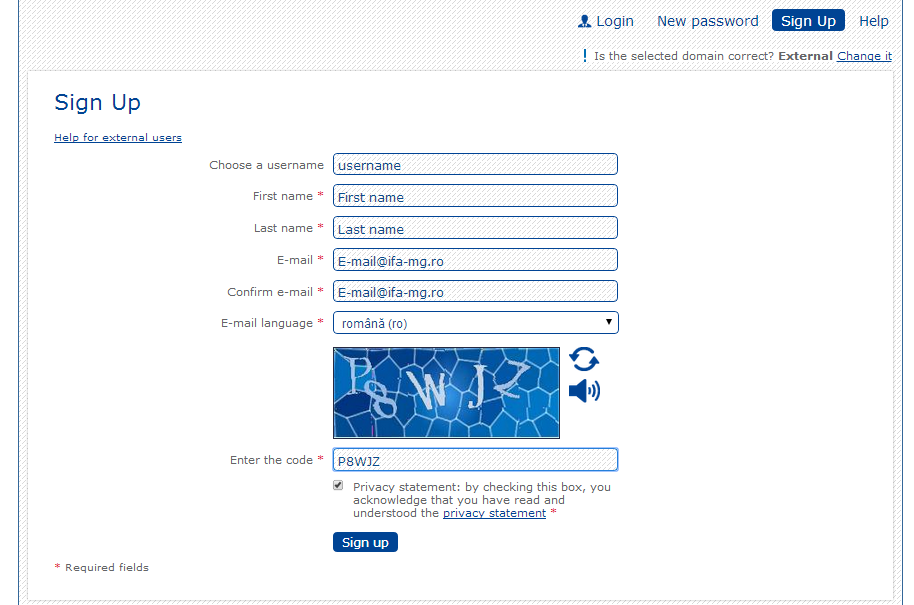 Login New password Sign Up Help
! Is the selected domain correct? External Change it
Sign Up
Help for external users
Choose a username username
First name * First name
Last name * Last name
E-mail * E-mail@ifa-mg.ro
Confirm e-mail * E-mail@ifa-mg.ro
E-mail language * română (ro)
P8WJZ
Enter the code * P8WJZ
Privacy statement: by checking this box, you
acknowledge that you have read and
understood the privacy statement *
Sign up
* Required fields